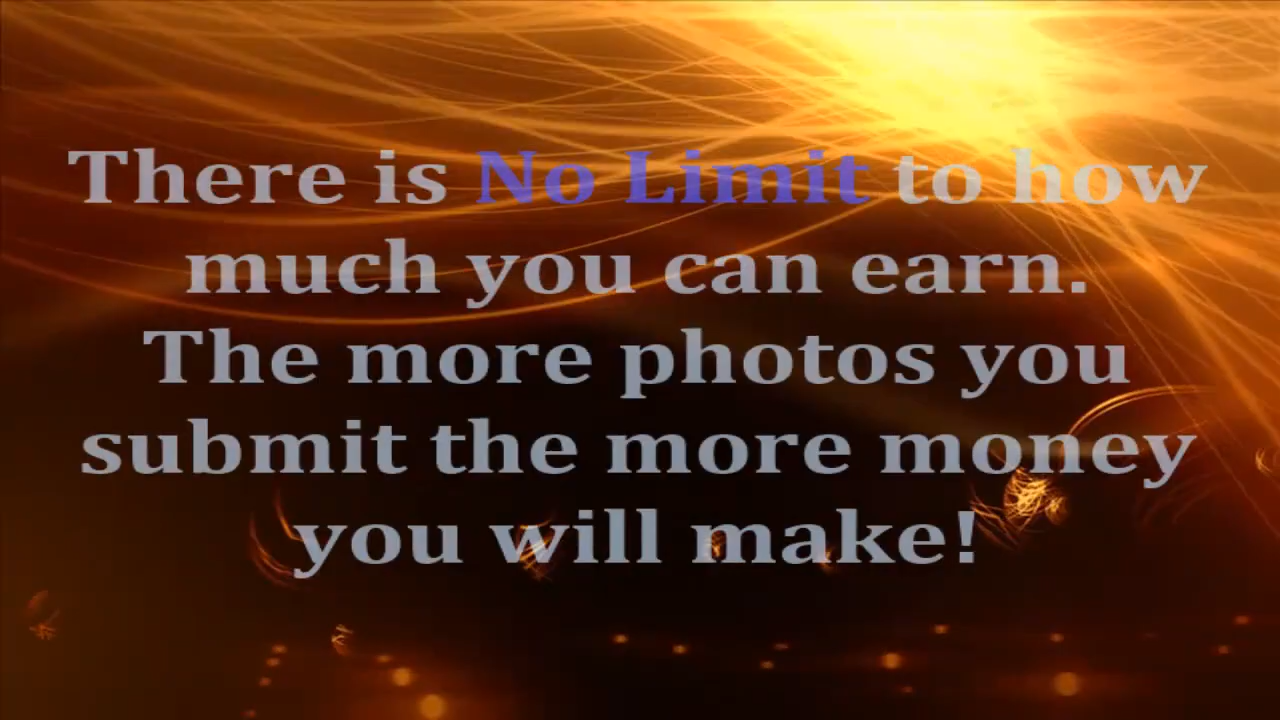 There is No Limit to how
much you can earn.
The more photos you
submit the more money
you will make!